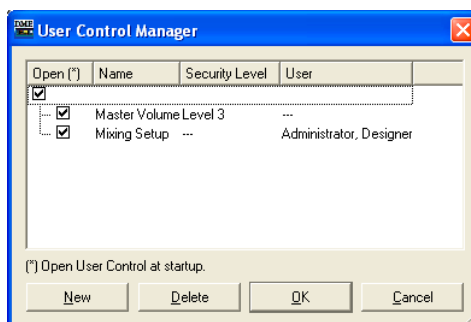 DME User Control Manager
Open (*) Name Security Level User
Master Volume Level 3 ---
Mixing Setup --- Administrator, Designer
(*) Open User Control at startup.
New Delete OK Cancel